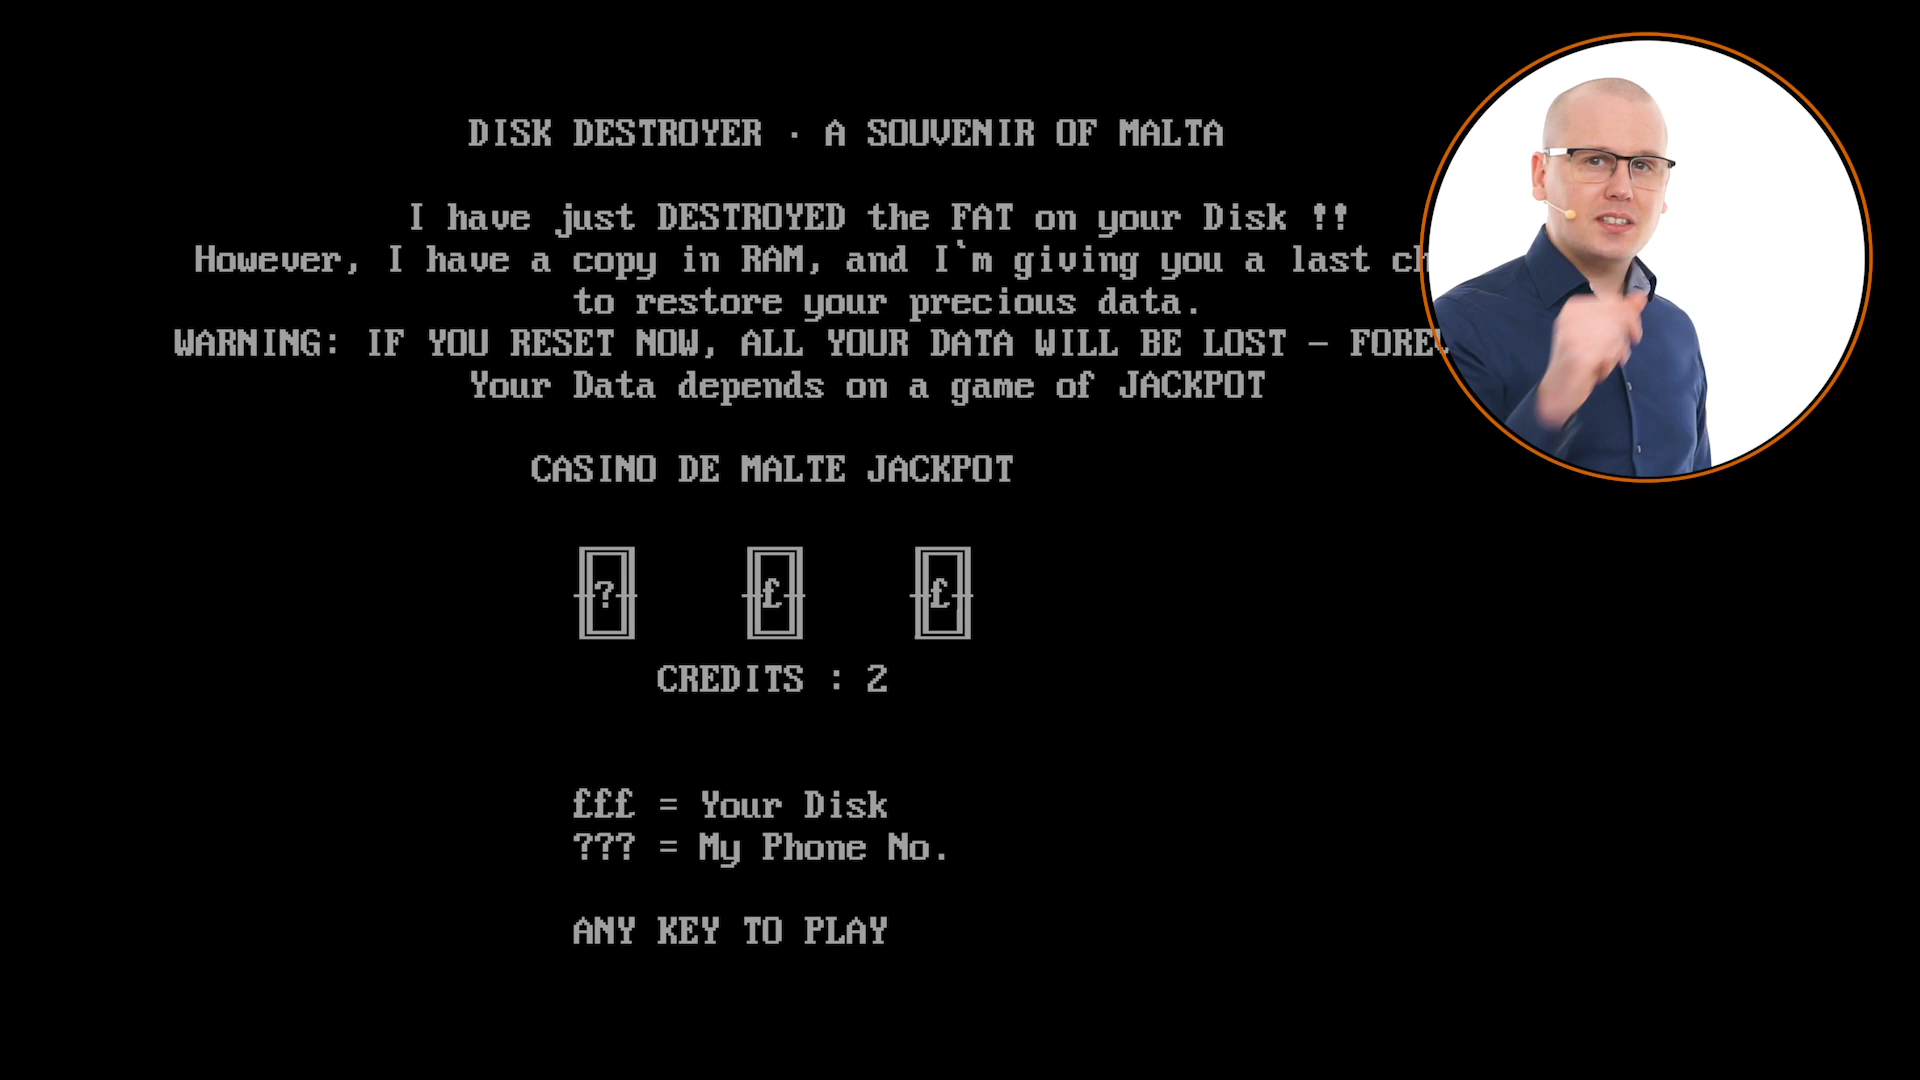 DISK DESTROYER · A SOUVENIR OF MALTA
I have just DESTROYED the FAT on your Disk !!
However, I have a copy in RAM, and I`m giving you a last
to restore your precious data.
WARNING: IF YOU RESET NOW, ALL YOUR DATA WILL BE LOST -
Your Data depends on a game of JACKPOT
CASINO DE MALTE JACKPOT
? £ £
CREDITS : 2
£££ = Your Disk
??? = My Phone No.
ANY KEY TO PLAY